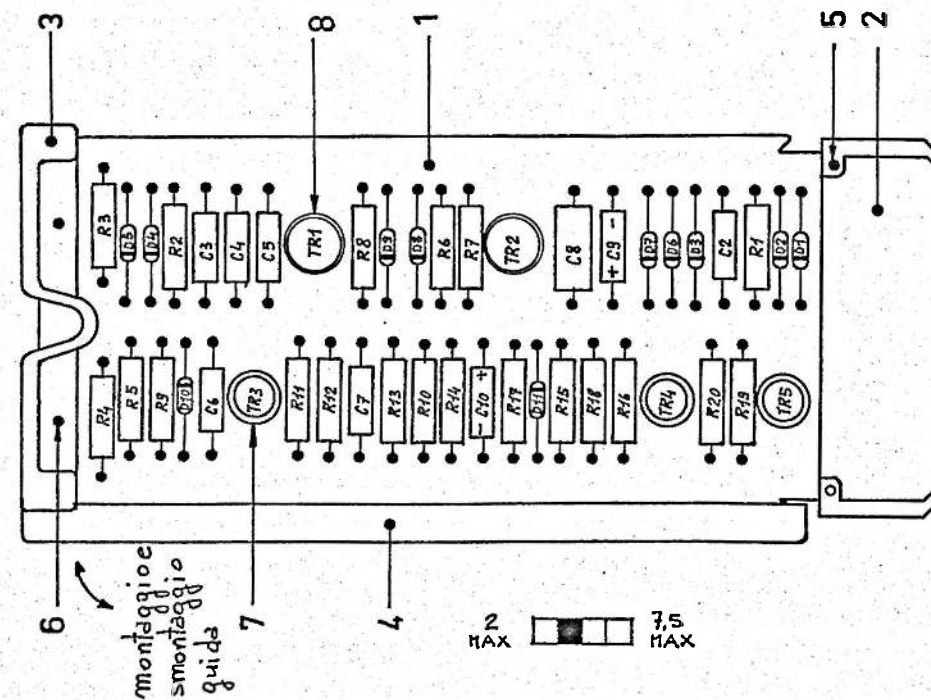 3
8
1
5
2
R3
D5
D4
R2
C3
C4
C5
TR1
R8
D9
D8
R6
R7
TR2
C8
+ C9 -
D7
D6
D3
C2
R1
D2
D1
R4
R5
R9
D10
C6
TR3
R11
R12
C7
R13
R10
R14
- C10 +
R17
D11
R15
R18
R16
TR4
R20
R19
TR5
6
montaggio e
smontaggio
guida
7
4
2
MAX
7,5
MAX